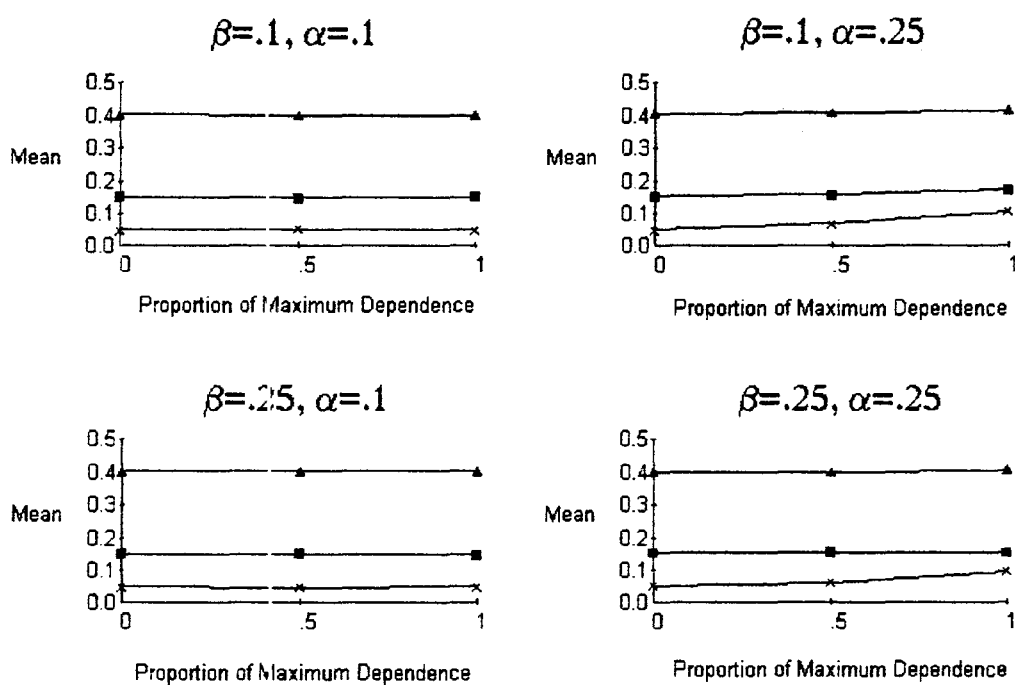 β=.1, α=.1
0.5
0.4
Mean 0.3
0.2
0.1
0.0
0 .5 1
Proportion of Maximum Dependence
β=.1, α=.25
0.5
0.4
Mean 0.3
0.2
0.1
0.0
0 .5 1
Proportion of Maximum Dependence
β=.25, α=.1
0.5
0.4
Mean 0.3
0.2
0.1
0.0
0 .5 1
Proportion of Maximum Dependence
β=.25, α=.25
0.5
0.4
Mean 0.3
0.2
0.1
0.0
0 .5 1
Proportion of Maximum Dependence